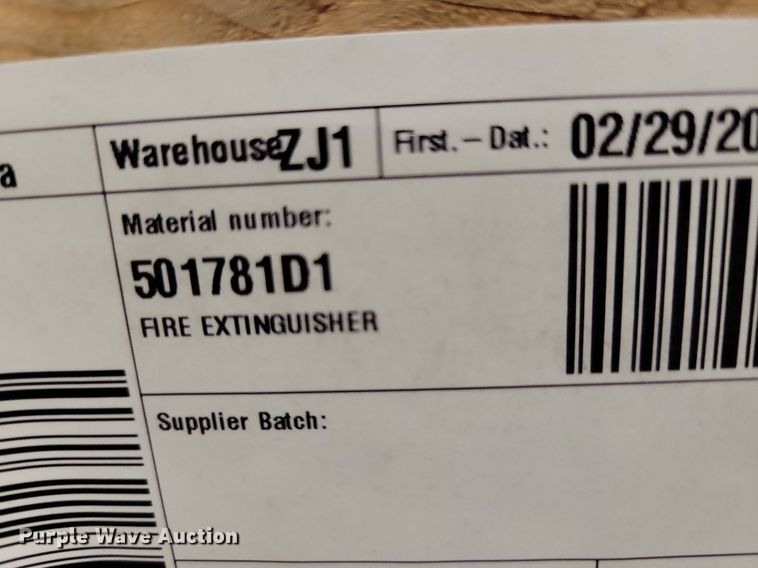 a
WarehouseZJ1
First.-Dat.: 02/29/20
Material number:
501781D1
FIRE EXTINGUISHER
Supplier Batch:
Purple Wave Auction